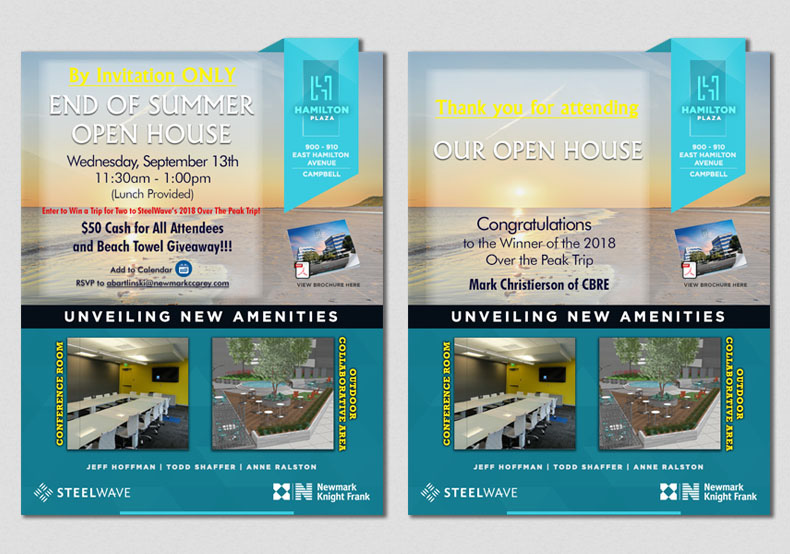 By Invitation ONLY
END OF SUMMER
OPEN HOUSE
Wednesday, September 13th
11:30am - 1:00pm
(Lunch Provided)
Enter to Win a Trip for Two to SteelWave's 2018 Over The Peak Trip!
$50 Cash for All Attendees
and Beach Towel Giveaway!!!
Add to Calendar
RSVP to abartlinski@newmarkccarey.com
HAMILTON
PLAZA
900 - 910
EAST HAMILTON
AVENUE
CAMPBELL
VIEW BROCHURE HERE
UNVEILING NEW AMENITIES
CONFERENCE ROOM
OUTDOOR
COLLABORATIVE AREA
JEFF HOFFMAN | TODD SHAFFER | ANNE RALSTON
STEELWAVE
Newmark
Knight Frank
Thank you for attending
OUR OPEN HOUSE
Congratulations
to the Winner of the 2018
Over the Peak Trip
Mark Christierson of CBRE
HAMILTON
PLAZA
900 - 910
EAST HAMILTON
AVENUE
CAMPBELL
VIEW BROCHURE HERE
UNVEILING NEW AMENITIES
CONFERENCE ROOM
OUTDOOR
COLLABORATIVE AREA
JEFF HOFFMAN | TODD SHAFFER | ANNE RALSTON
STEELWAVE
Newmark
Knight Frank